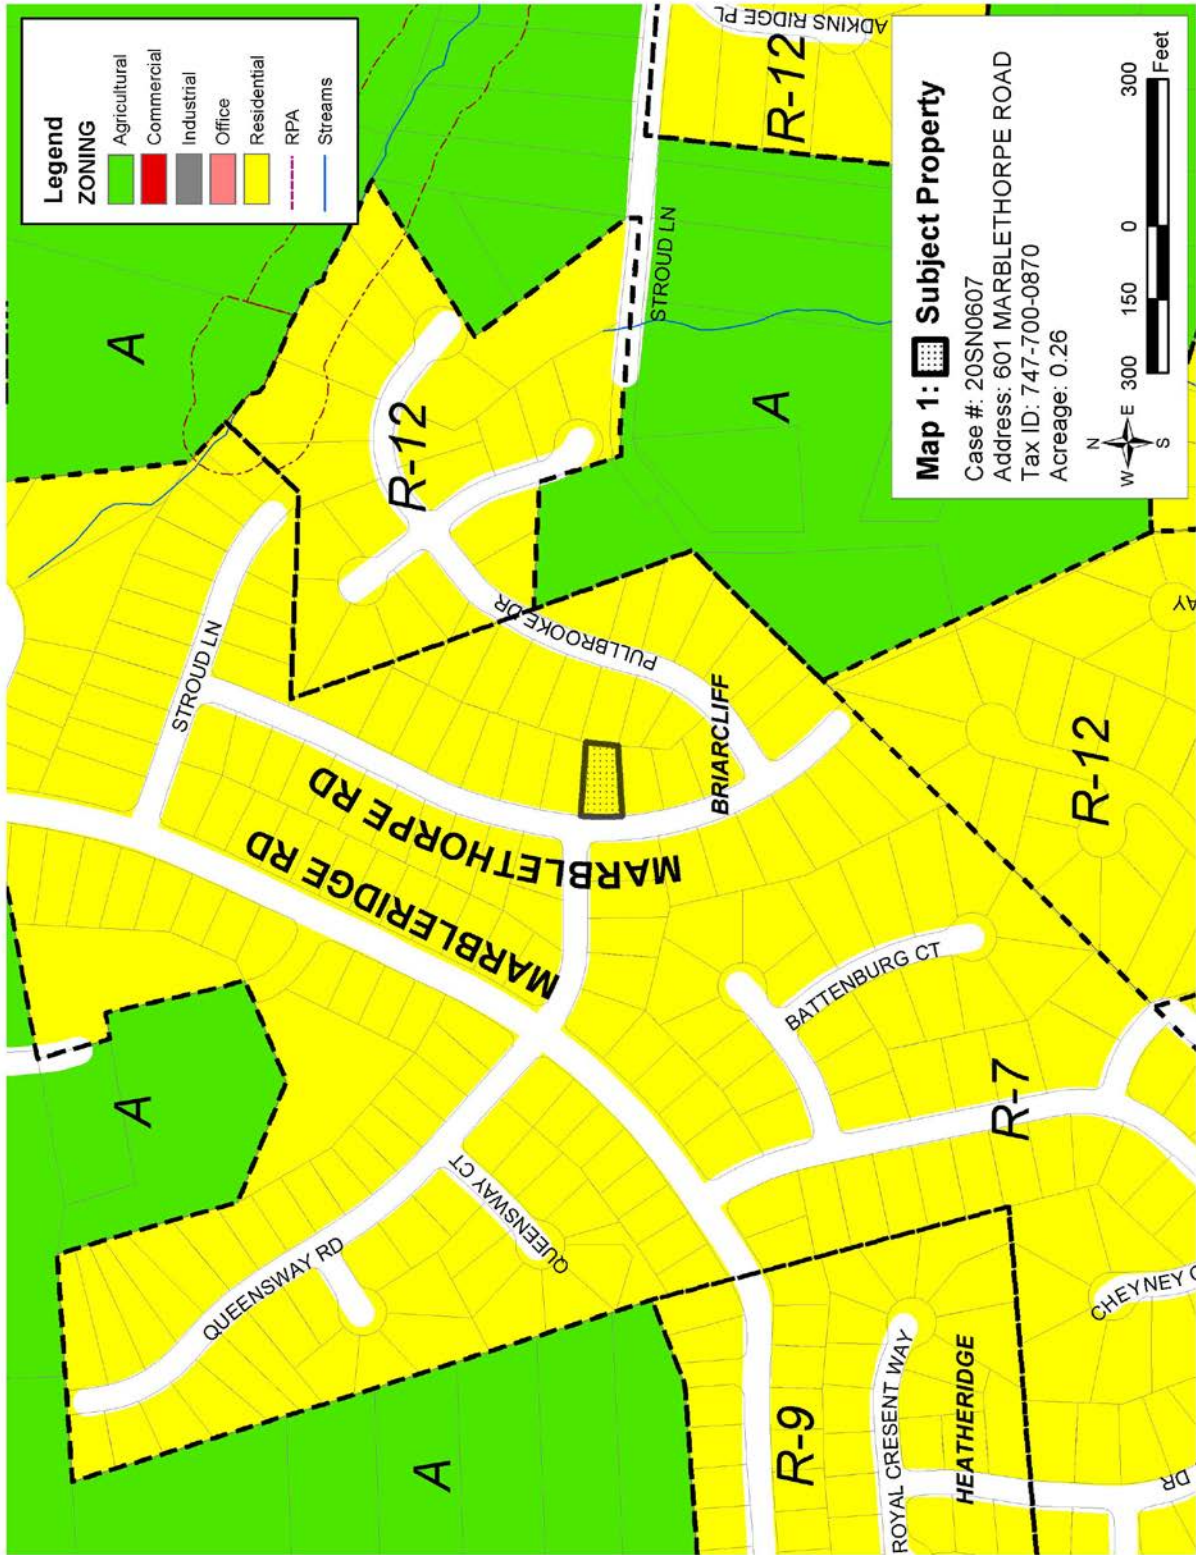 Legend
ZONING
Agricultural
Commercial
Industrial
Office
Residential
RPA
Streams
A
A
A
A
R-12
R-12
R-12
R-7
R-9
ADKINS RIDGE PL
STROUD LN
STROUD LN
PULLBROOKE DR
BRIARCLIFF
MARBLETHORPE RD
MARBLERIDGE RD
BATTENBURG CT
QUEENSWAY CT
QUEENSWAY RD
ROYAL CRESENT WAY
HEATHERIDGE
CHEYNEY C
DR
AY
Map 1: Subject Property
Case #: 20SN0607
Address: 601 MARBLETHORPE ROAD
Tax ID: 747-700-0870
Acreage: 0.26
N
W E
S
300 150 0 300
Feet